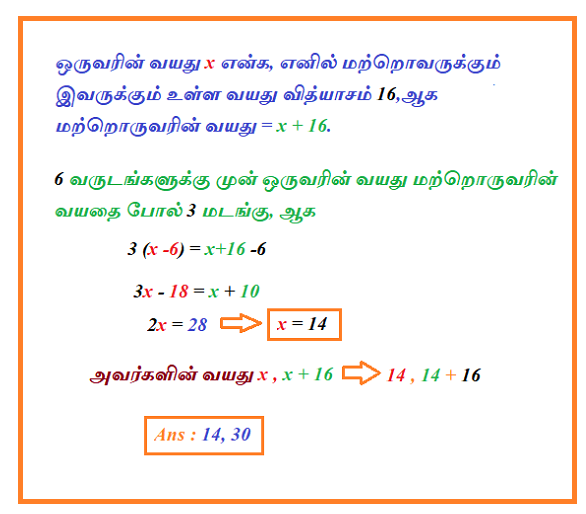 ஒருவரின் வயது x என்க, எனில் மற்றொவருக்கும்
இவருக்கும் உள்ள வயது வித்யாசம் 16,ஆக
மற்றொருவரின் வயது = x + 16.
6 வருடங்களுக்கு முன் ஒருவரின் வயது மற்றொருவரின்
வயதை போல் 3 மடங்கு, ஆக
3 (x -6) = x+16 -6
3x - 18 = x + 10
2x = 28 ⇨ x = 14
அவர்களின் வயது x , x + 16 ⇨ 14 , 14 + 16
Ans : 14, 30